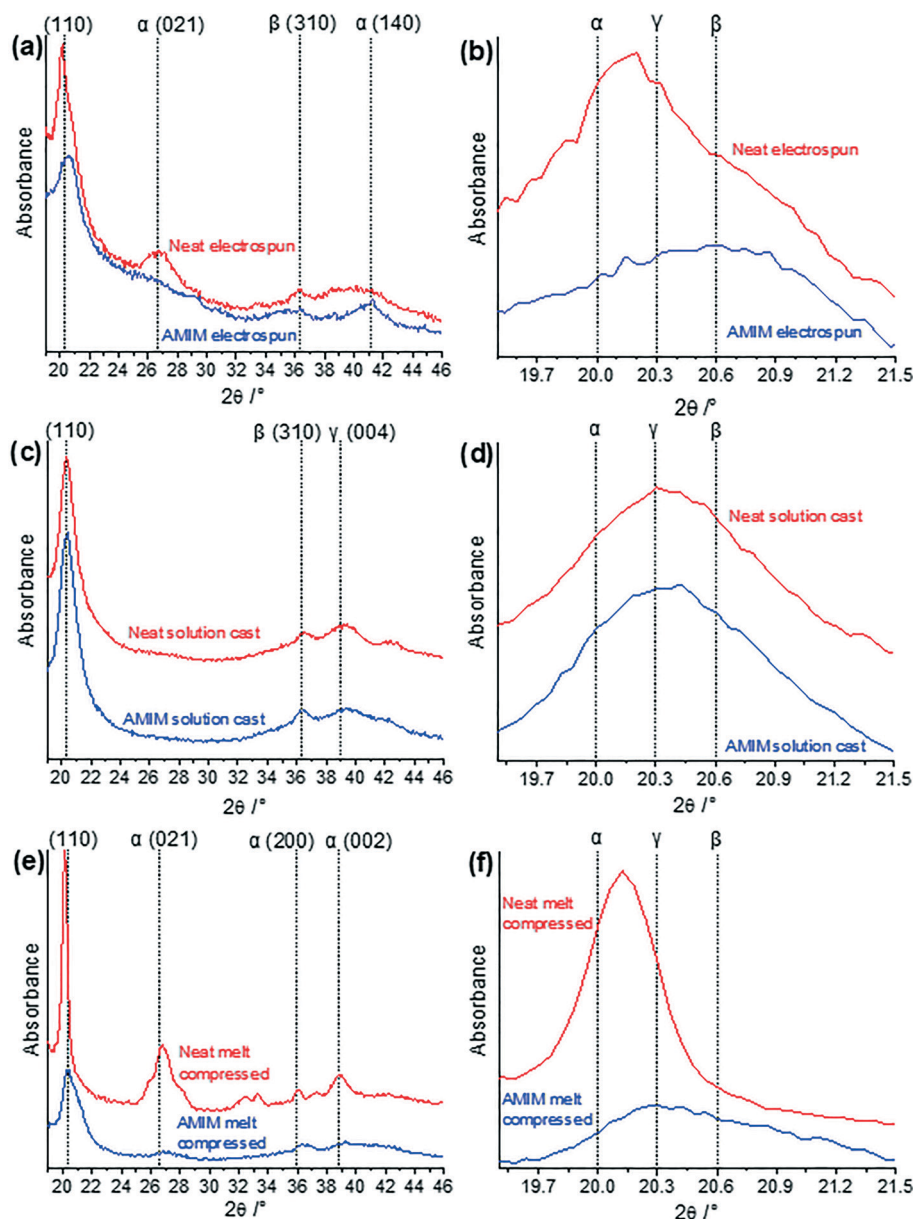 (a)
(110) α (021) β (310) α (140)
Absorbance
Neat electrospun
AMIM electrospun
20 22 24 26 28 30 32 34 36 38 40 42 44 46
2θ /°
(b)
α γ β
Absorbance
Neat electrospun
AMIM electrospun
19.7 20.0 20.3 20.6 20.9 21.2 21.5
2θ /°
(c)
(110) β (310) γ (004)
Absorbance
Neat solution cast
AMIM solution cast
20 22 24 26 28 30 32 34 36 38 40 42 44 46
2θ /°
(d)
α γ β
Absorbance
Neat solution cast
AMIM solution cast
19.7 20.0 20.3 20.6 20.9 21.2 21.5
2θ /°
(e)
(110) α (021) α (200) α (002)
Absorbance
Neat melt
compressed
AMIM melt
compressed
20 22 24 26 28 30 32 34 36 38 40 42 44 46
2θ /°
(f)
α γ β
Absorbance
Neat melt
compressed
AMIM melt
compressed
19.7 20.0 20.3 20.6 20.9 21.2 21.5
2θ /°